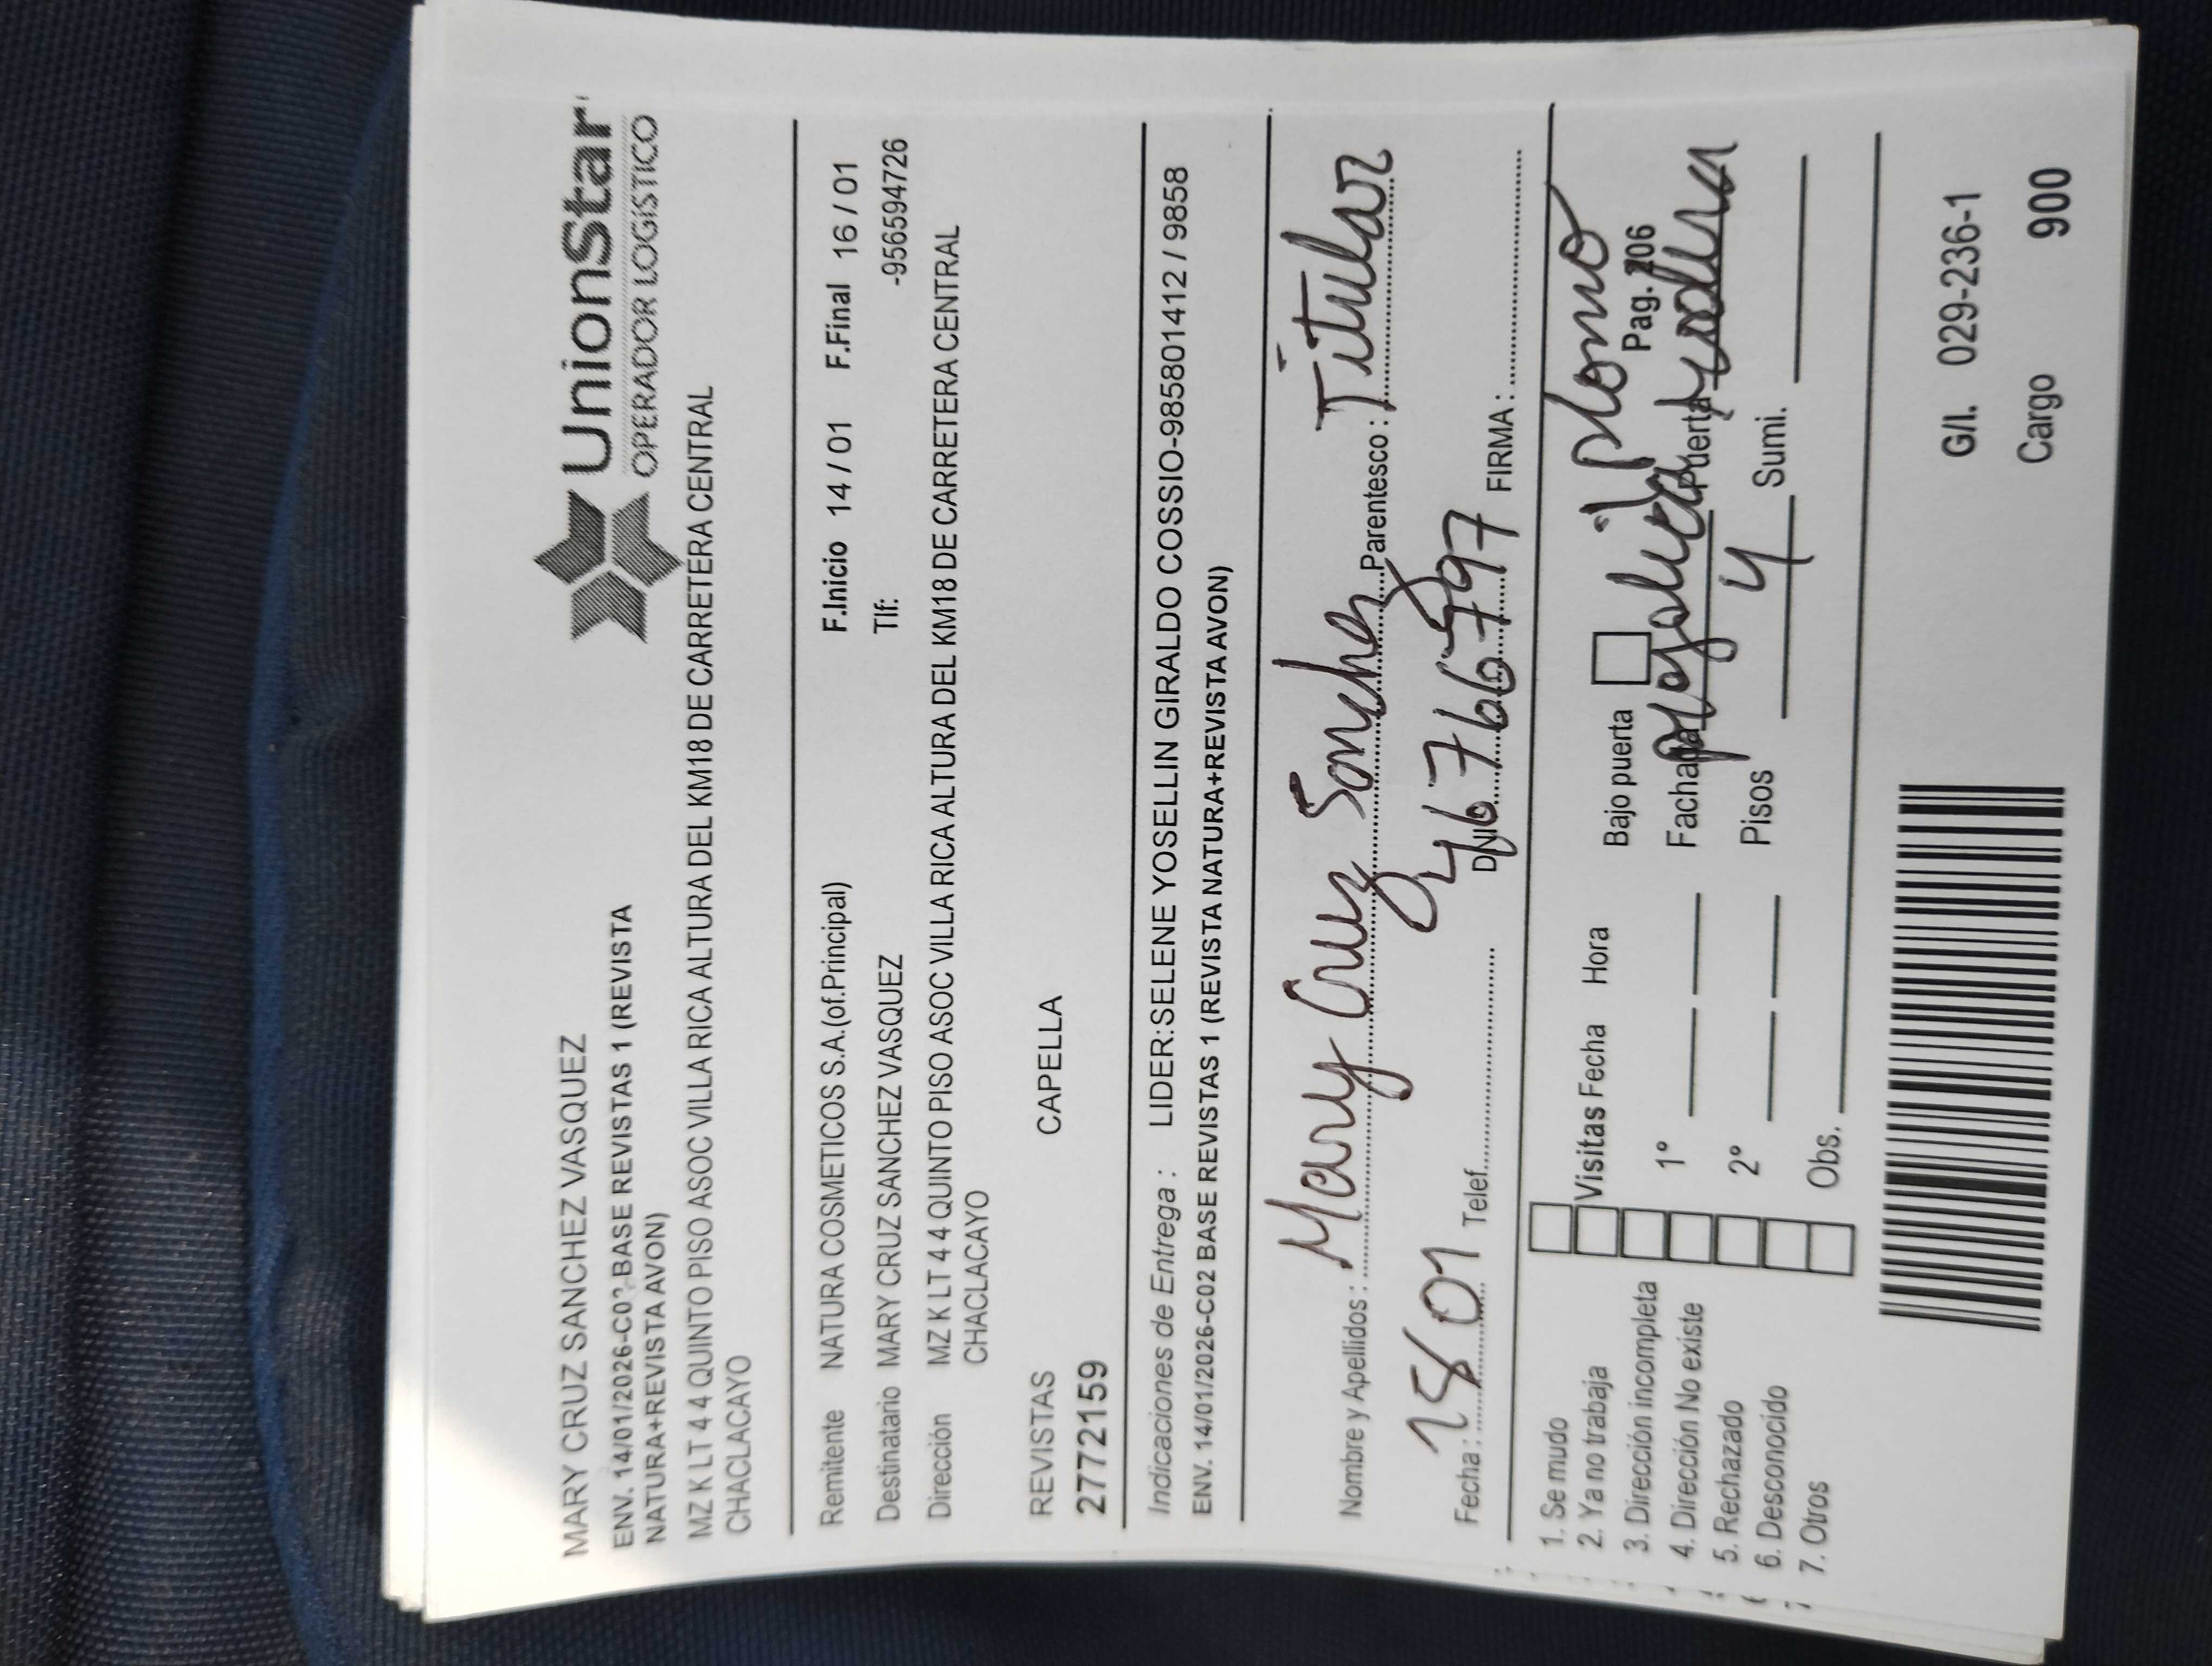 UnionStar
OPERADOR LOGÍSTICO
MARY CRUZ SANCHEZ VASQUEZ
ENV. 14/01/2026-C02 BASE REVISTAS 1 (REVISTA
NATURA+REVISTA AVON)
MZ K LT 4 4 QUINTO PISO ASOC VILLA RICA ALTURA DEL KM18 DE CARRETERA CENTRAL
CHACLACAYO
Remitente NATURA COSMETICOS S.A.(of.Principal) F.Inicio 14 / 01 F.Final 16 / 01
Destinatario MARY CRUZ SANCHEZ VASQUEZ Tlf: -956594726
Dirección MZ K LT 4 4 QUINTO PISO ASOC VILLA RICA ALTURA DEL KM18 DE CARRETERA CENTRAL
CHACLACAYO
REVISTAS CAPELLA
2772159
Indicaciones de Entrega : LIDER:SELENE YOSELLIN GIRALDO COSSIO-985801412 / 9858
ENV. 14/01/2026-C02 BASE REVISTAS 1 (REVISTA NATURA+REVISTA AVON)
Nombre y Apellidos : Mary Cruz Sanchez Parentesco : Titular
Fecha : 15 01 Telef. DNI FIRMA :
1. Se mudo
2. Ya no trabaja
3. Dirección incompleta
4. Dirección No existe
5. Rechazado
6. Desconocido
7. Otros
Visitas Fecha Hora Bajo puerta plomo
Pag. 206
1º Fachada Puerta
2º Pisos 4 Sumi.
Obs.
G/I. 029-236-1
Cargo 900